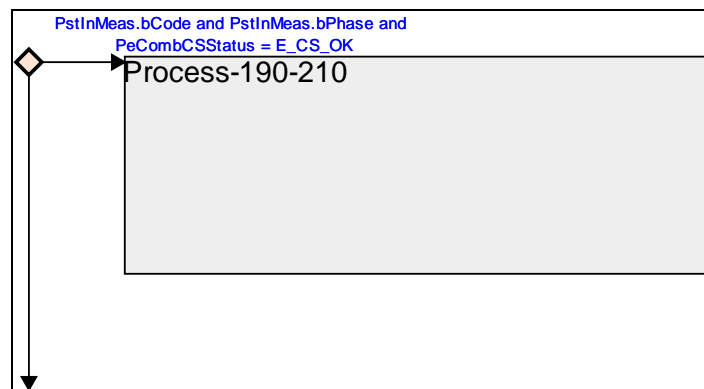 PstInMeas.bCode and PstInMeas.bPhase and
PeCombCSStatus = E_CS_OK
Process-190-210